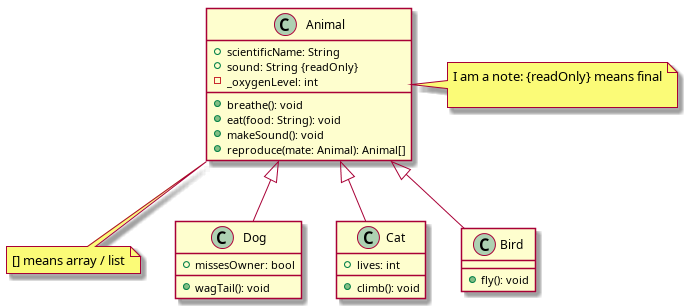 C Animal
scientificName: String
sound: String {readOnly}
_oxygenLevel: int
breathe(): void
eat(food: String): void
makeSound(): void
reproduce(mate: Animal): Animal[]
I am a note: {readOnly} means final
[] means array / list
C Dog
missesOwner: bool
wagTail(): void
C Cat
lives: int
climb(): void
C Bird
fly(): void